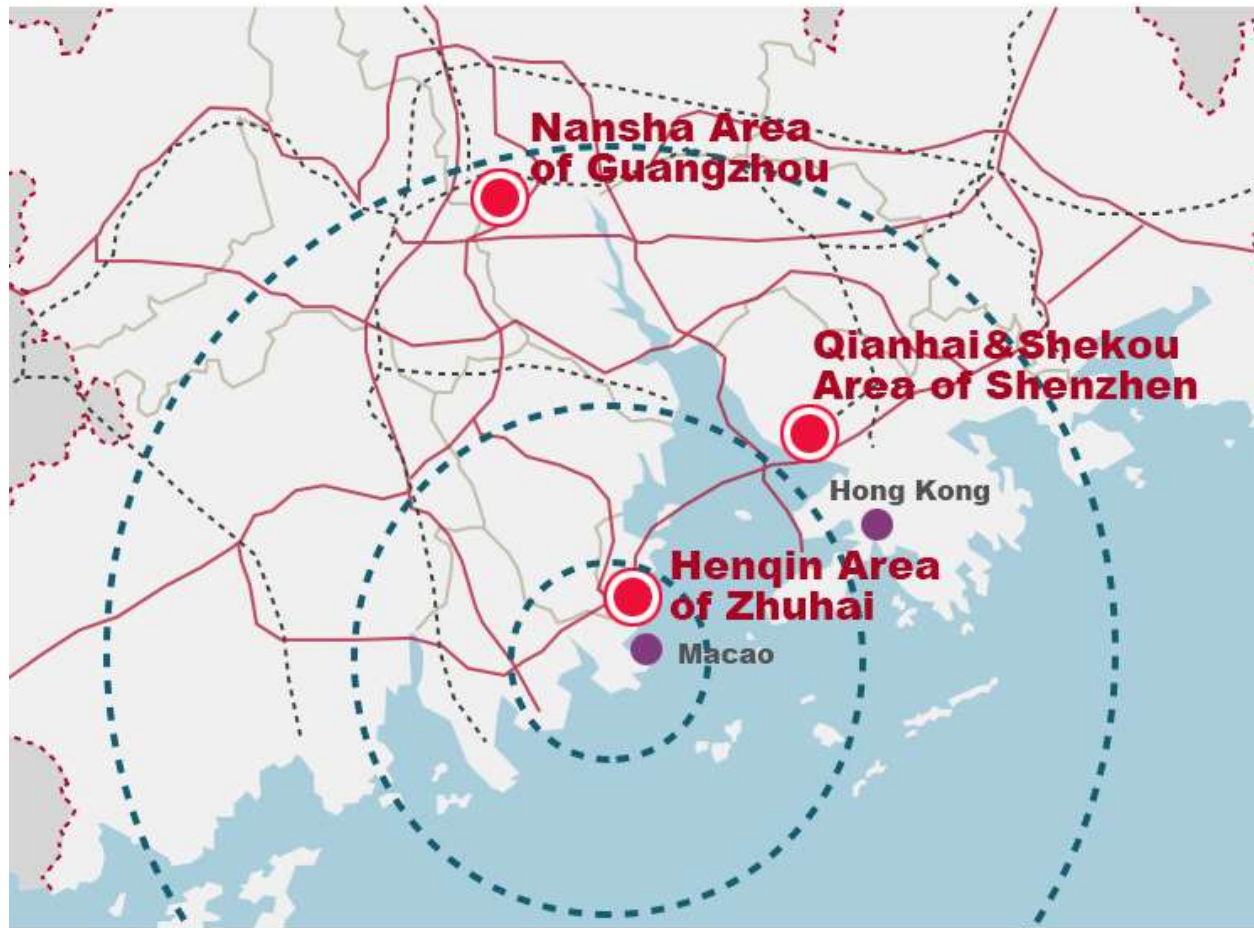 Nansha Area
of Guangzhou
Qianhai&Shekou
Area of Shenzhen
Hong Kong
Henqin Area
of Zhuhai
Macao